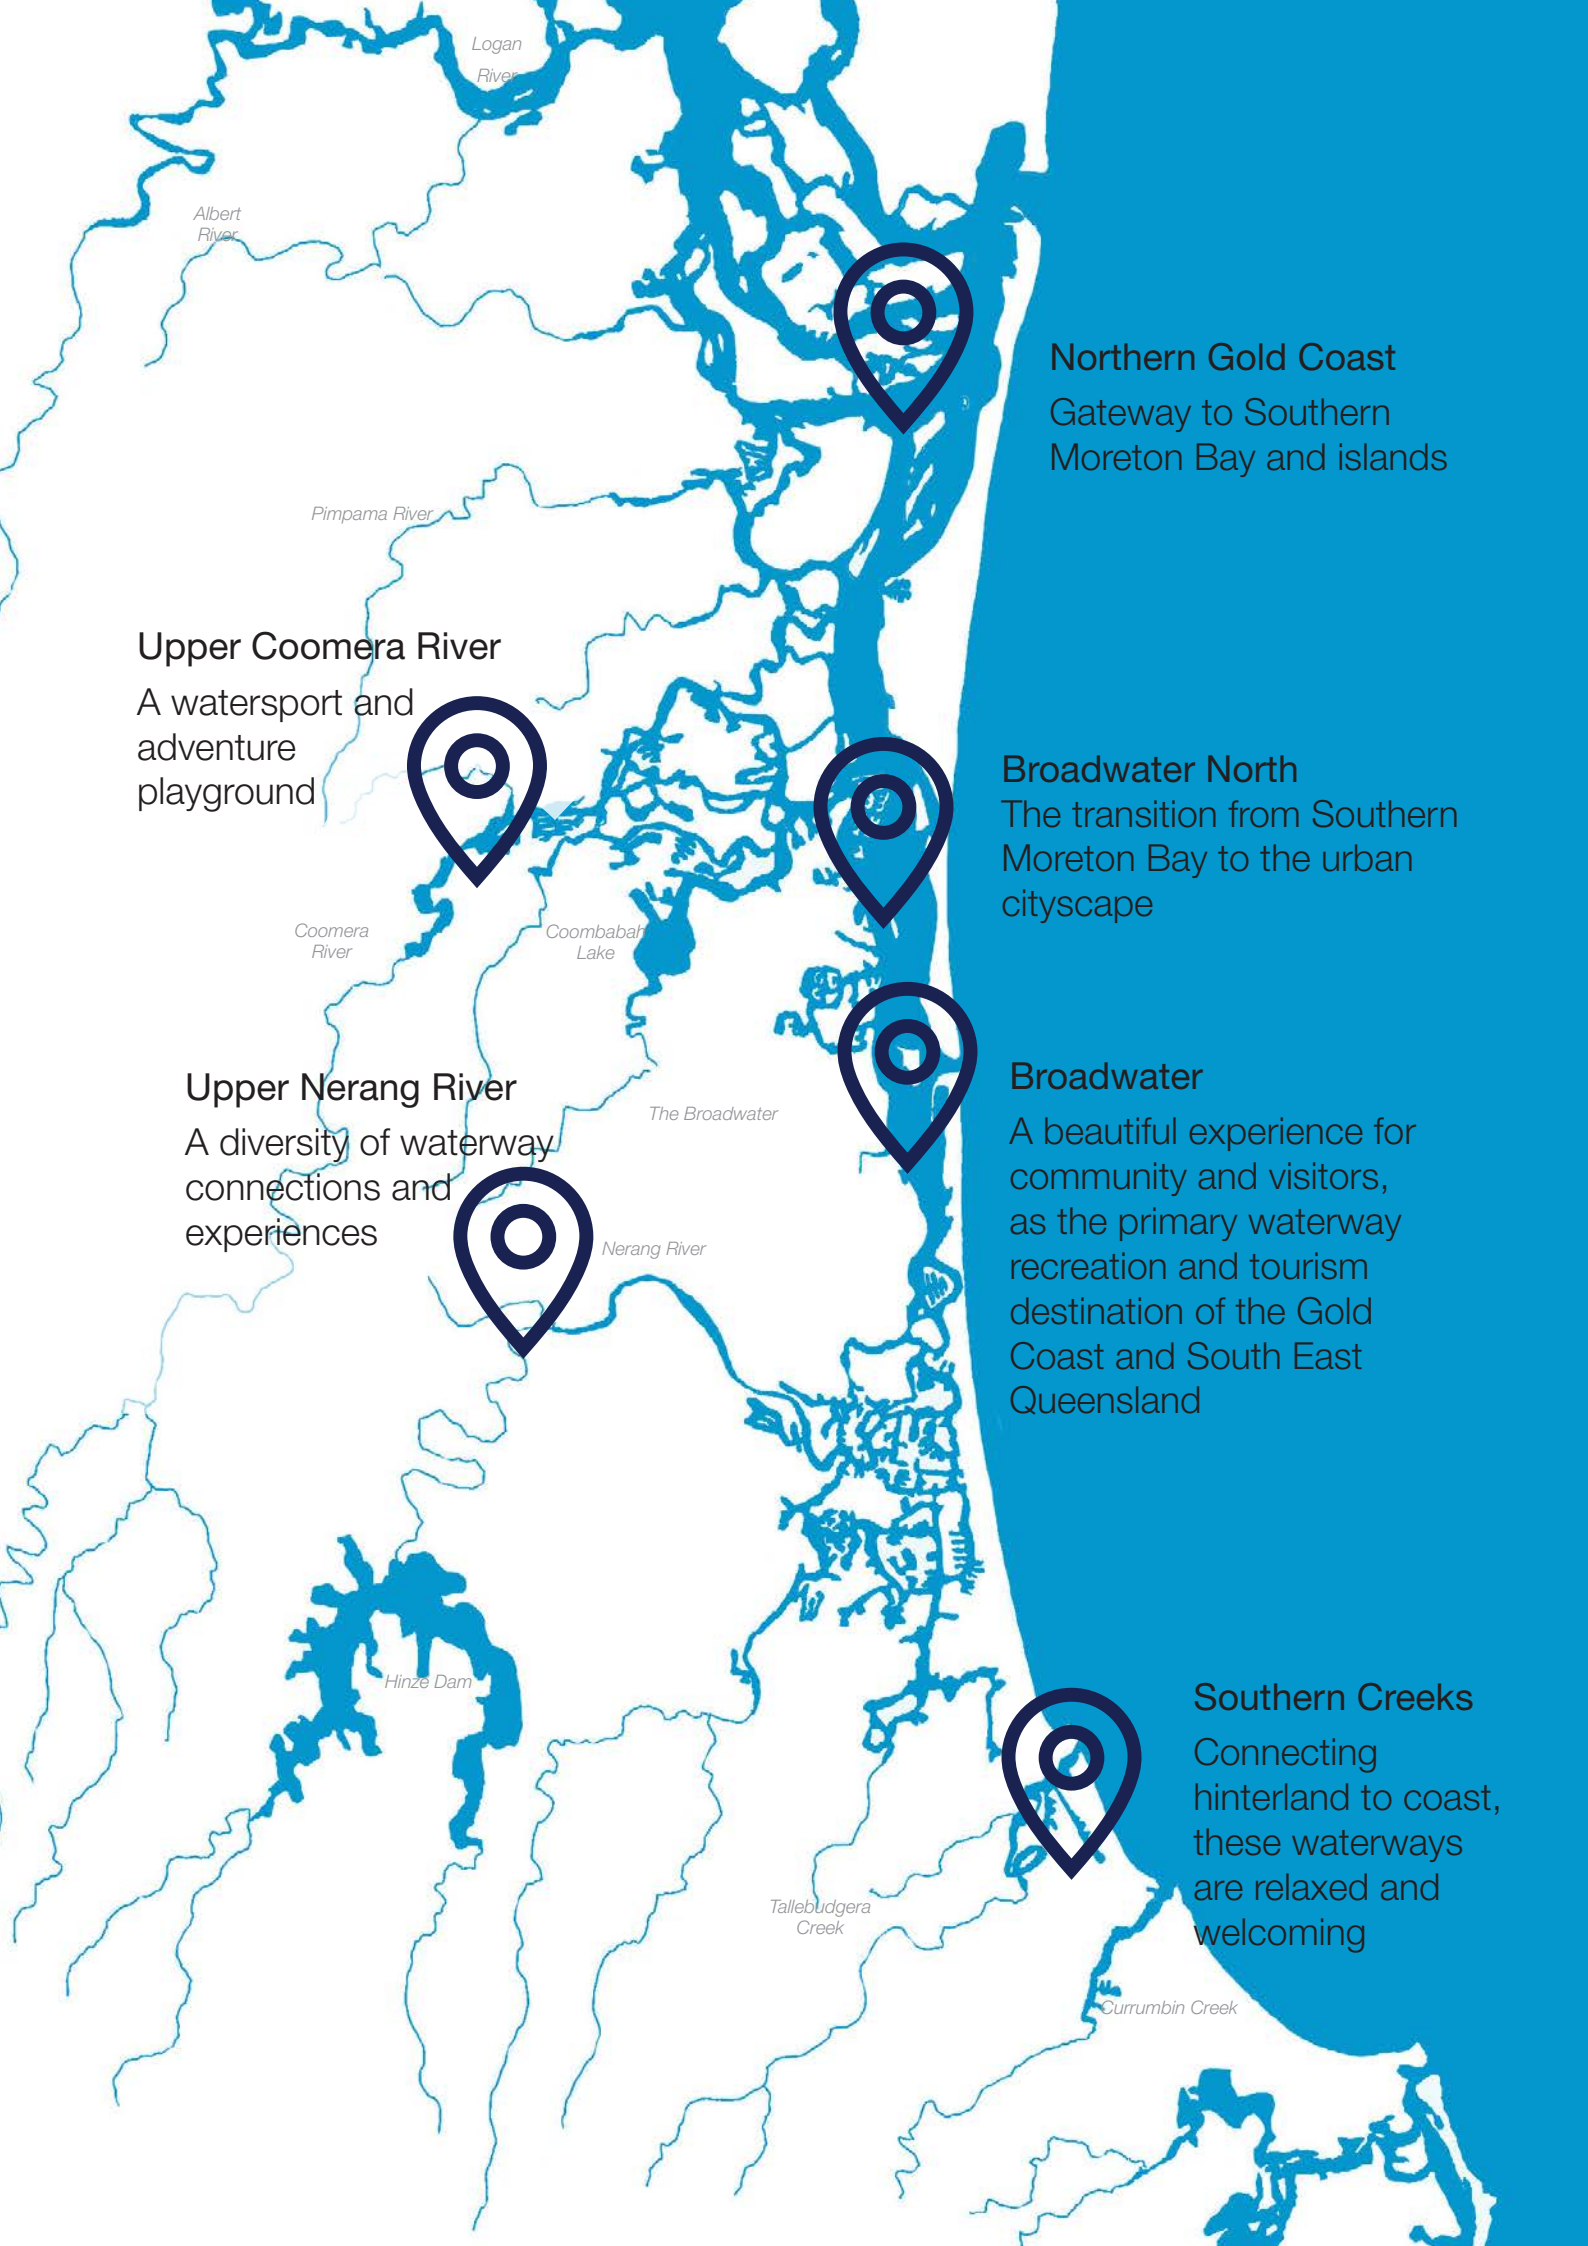 Logan
River
Albert
River
Northern Gold Coast
Gateway to Southern
Moreton Bay and islands
Pimpama River
Upper Coomera River
A watersport and
adventure
playground
Broadwater North
The transition from Southern
Moreton Bay to the urban
cityscape
Coomera
River
Coombabah
Lake
Upper Nerang River
A diversity of waterway
connections and
experiences
The Broadwater
Broadwater
A beautiful experience for
community and visitors,
as the primary waterway
recreation and tourism
destination of the Gold
Coast and South East
Queensland
Nerang River
Hinze Dam
Southern Creeks
Connecting
hinterland to coast,
these waterways
are relaxed and
welcoming
Tallebudgera
Creek
Currumbin Creek